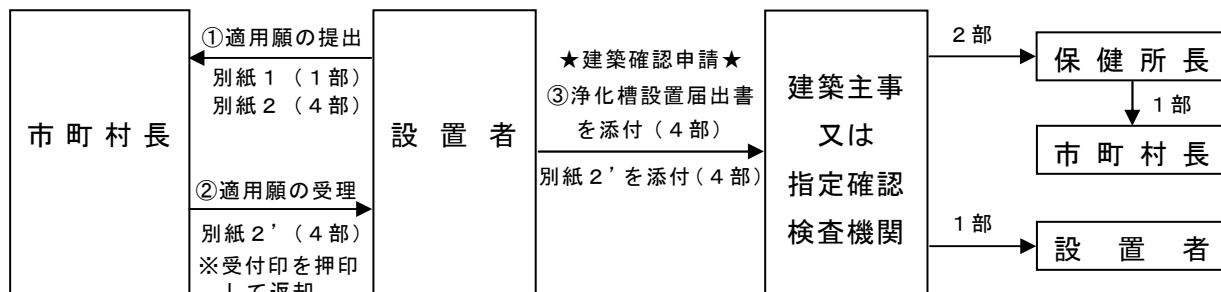 市町村長
①適用願の提出
別紙1(1部)
別紙2(4部)
②適用願の受理
別紙2'(4部)
※受付印を押印
して返却
設置者
★建築確認申請★
③浄化槽設置届出書
を添付(4部)
別紙2'を添付(4部)
建築主事
又は
指定確認
検査機関
2部
保健所長
1部
市町村長
1部
設置者